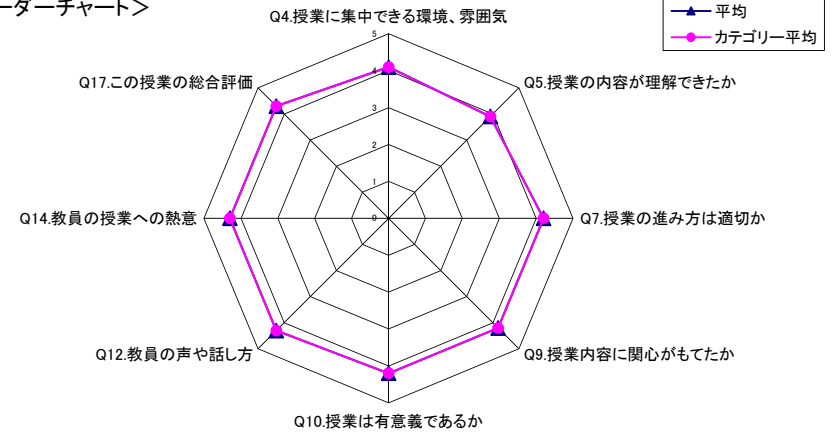 ーダーチャート＞
平均
カテゴリー平均
Q4.授業に集中できる環境、雰囲気
Q17.この授業の総合評価
Q5.授業の内容が理解できたか
Q14.教員の授業への熱意
Q7.授業の進み方は適切か
Q12.教員の声や話し方
Q9.授業内容に関心がもてたか
Q10.授業は有意義であるか
5
4
3
2
1
0